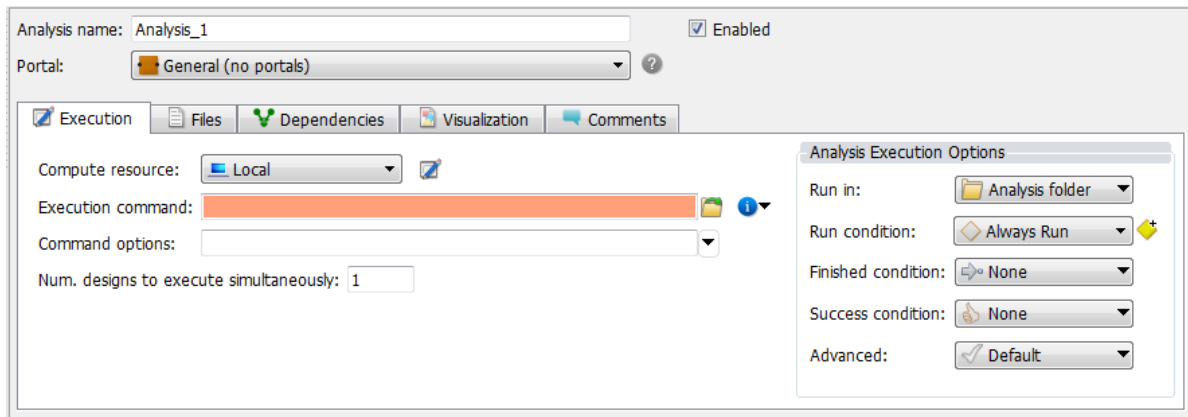 Analysis name: Analysis_1 Enabled
Portal: General (no portals) ?
Execution Files Dependencies Visualization Comments
Compute resource: Local
Execution command: i
Command options:
Num. designs to execute simultaneously: 1
Analysis Execution Options
Run in: Analysis folder
Run condition: Always Run
Finished condition: None
Success condition: None
Advanced: Default